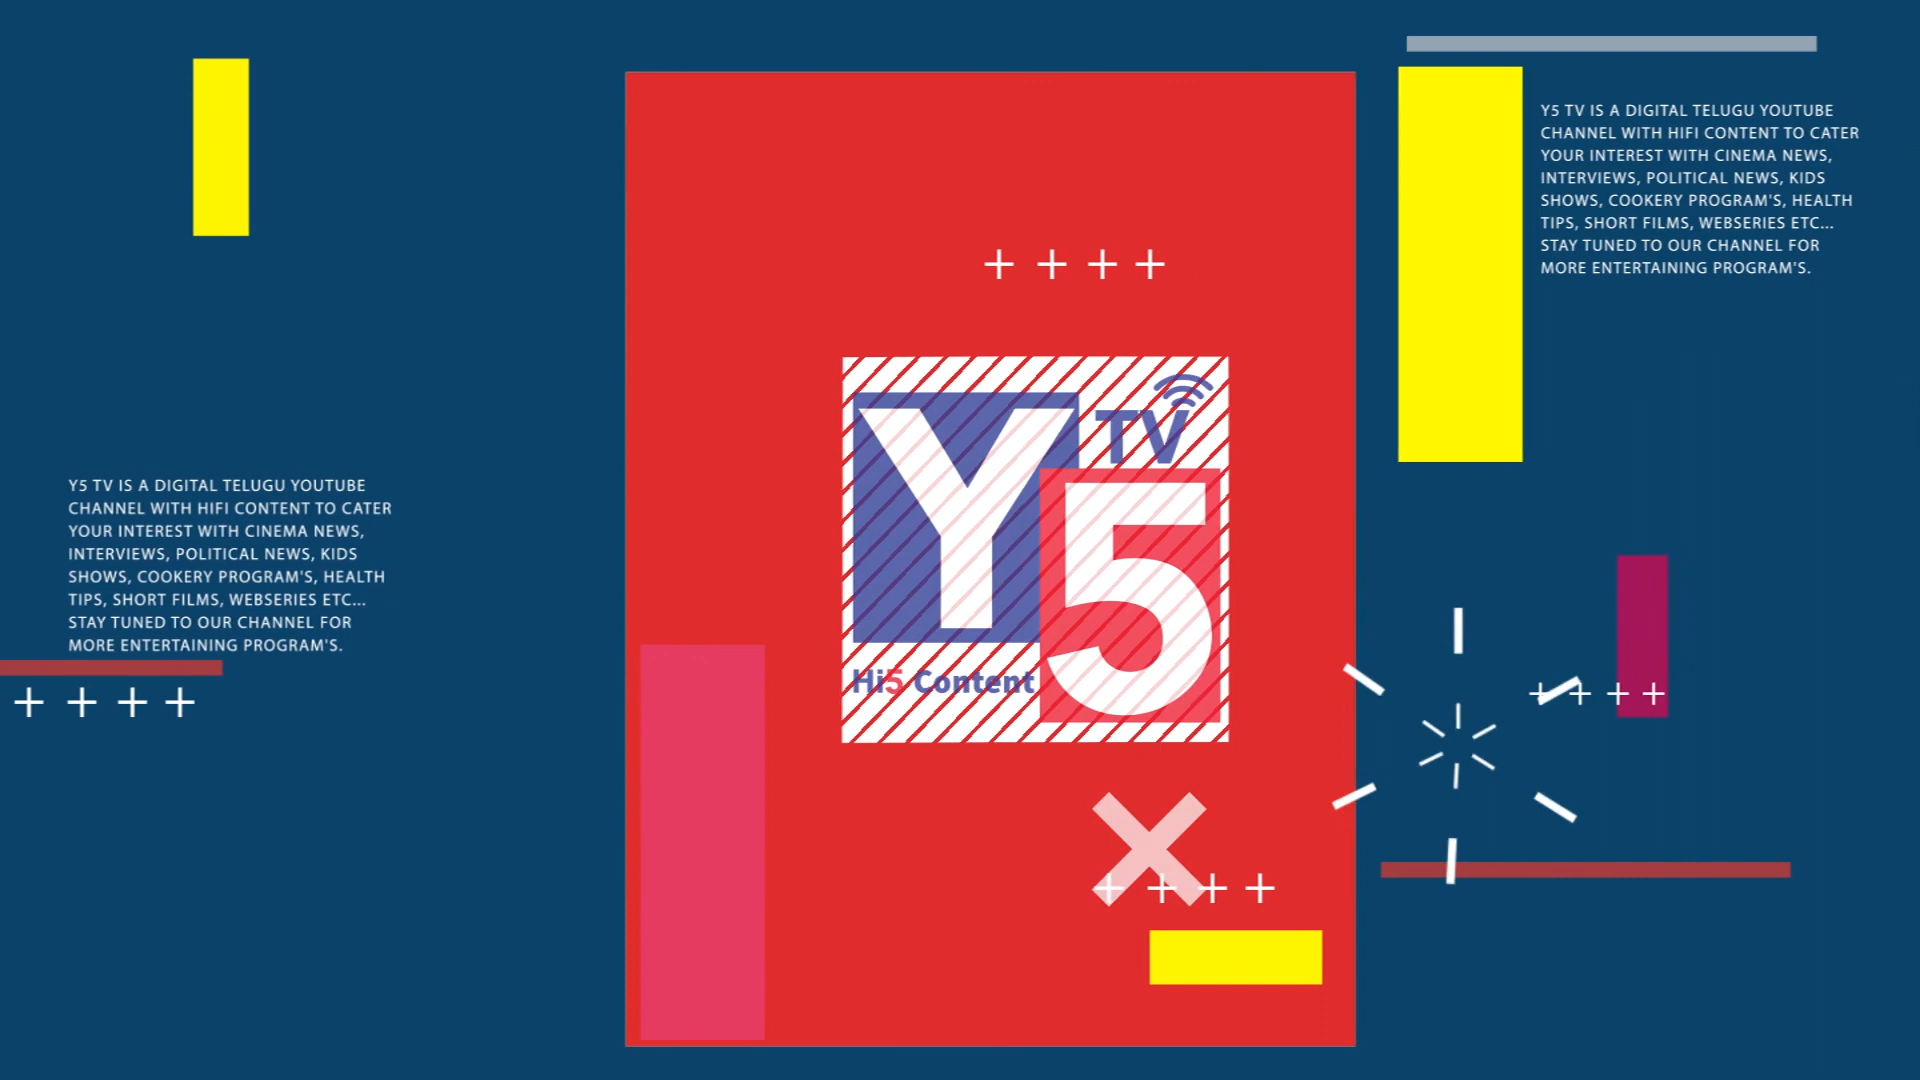 Y5 TV IS A DIGITAL TELUGU YOUTUBE
CHANNEL WITH HIFI CONTENT TO CATER
YOUR INTEREST WITH CINEMA NEWS,
INTERVIEWS, POLITICAL NEWS, KIDS
SHOWS, COOKERY PROGRAM'S, HEALTH
TIPS, SHORT FILMS, WEBSERIES ETC...
STAY TUNED TO OUR CHANNEL FOR
MORE ENTERTAINING PROGRAM'S.
Y5 TV
Hi5 Content
Y5 TV IS A DIGITAL TELUGU YOUTUBE
CHANNEL WITH HIFI CONTENT TO CATER
YOUR INTEREST WITH CINEMA NEWS,
INTERVIEWS, POLITICAL NEWS, KIDS
SHOWS, COOKERY PROGRAM'S, HEALTH
TIPS, SHORT FILMS, WEBSERIES ETC...
STAY TUNED TO OUR CHANNEL FOR
MORE ENTERTAINING PROGRAM'S.